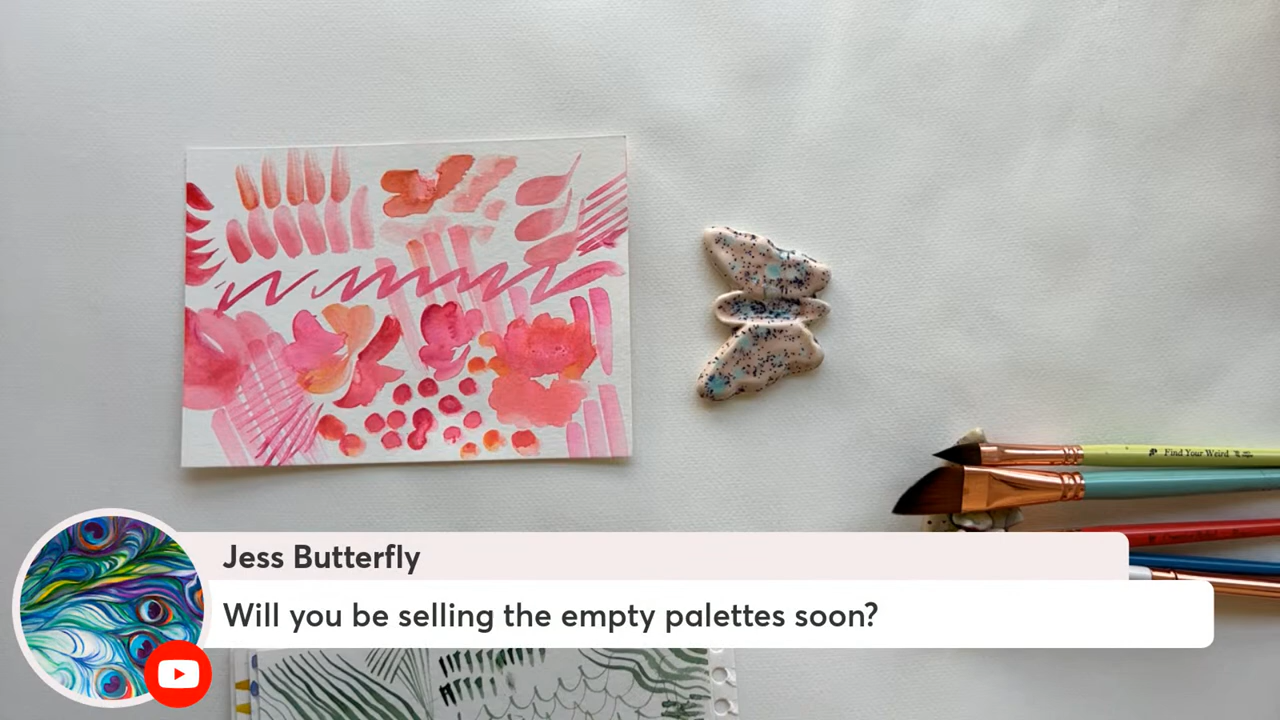 Find Your Weird
Jess Butterfly
Will you be selling the empty palettes soon?